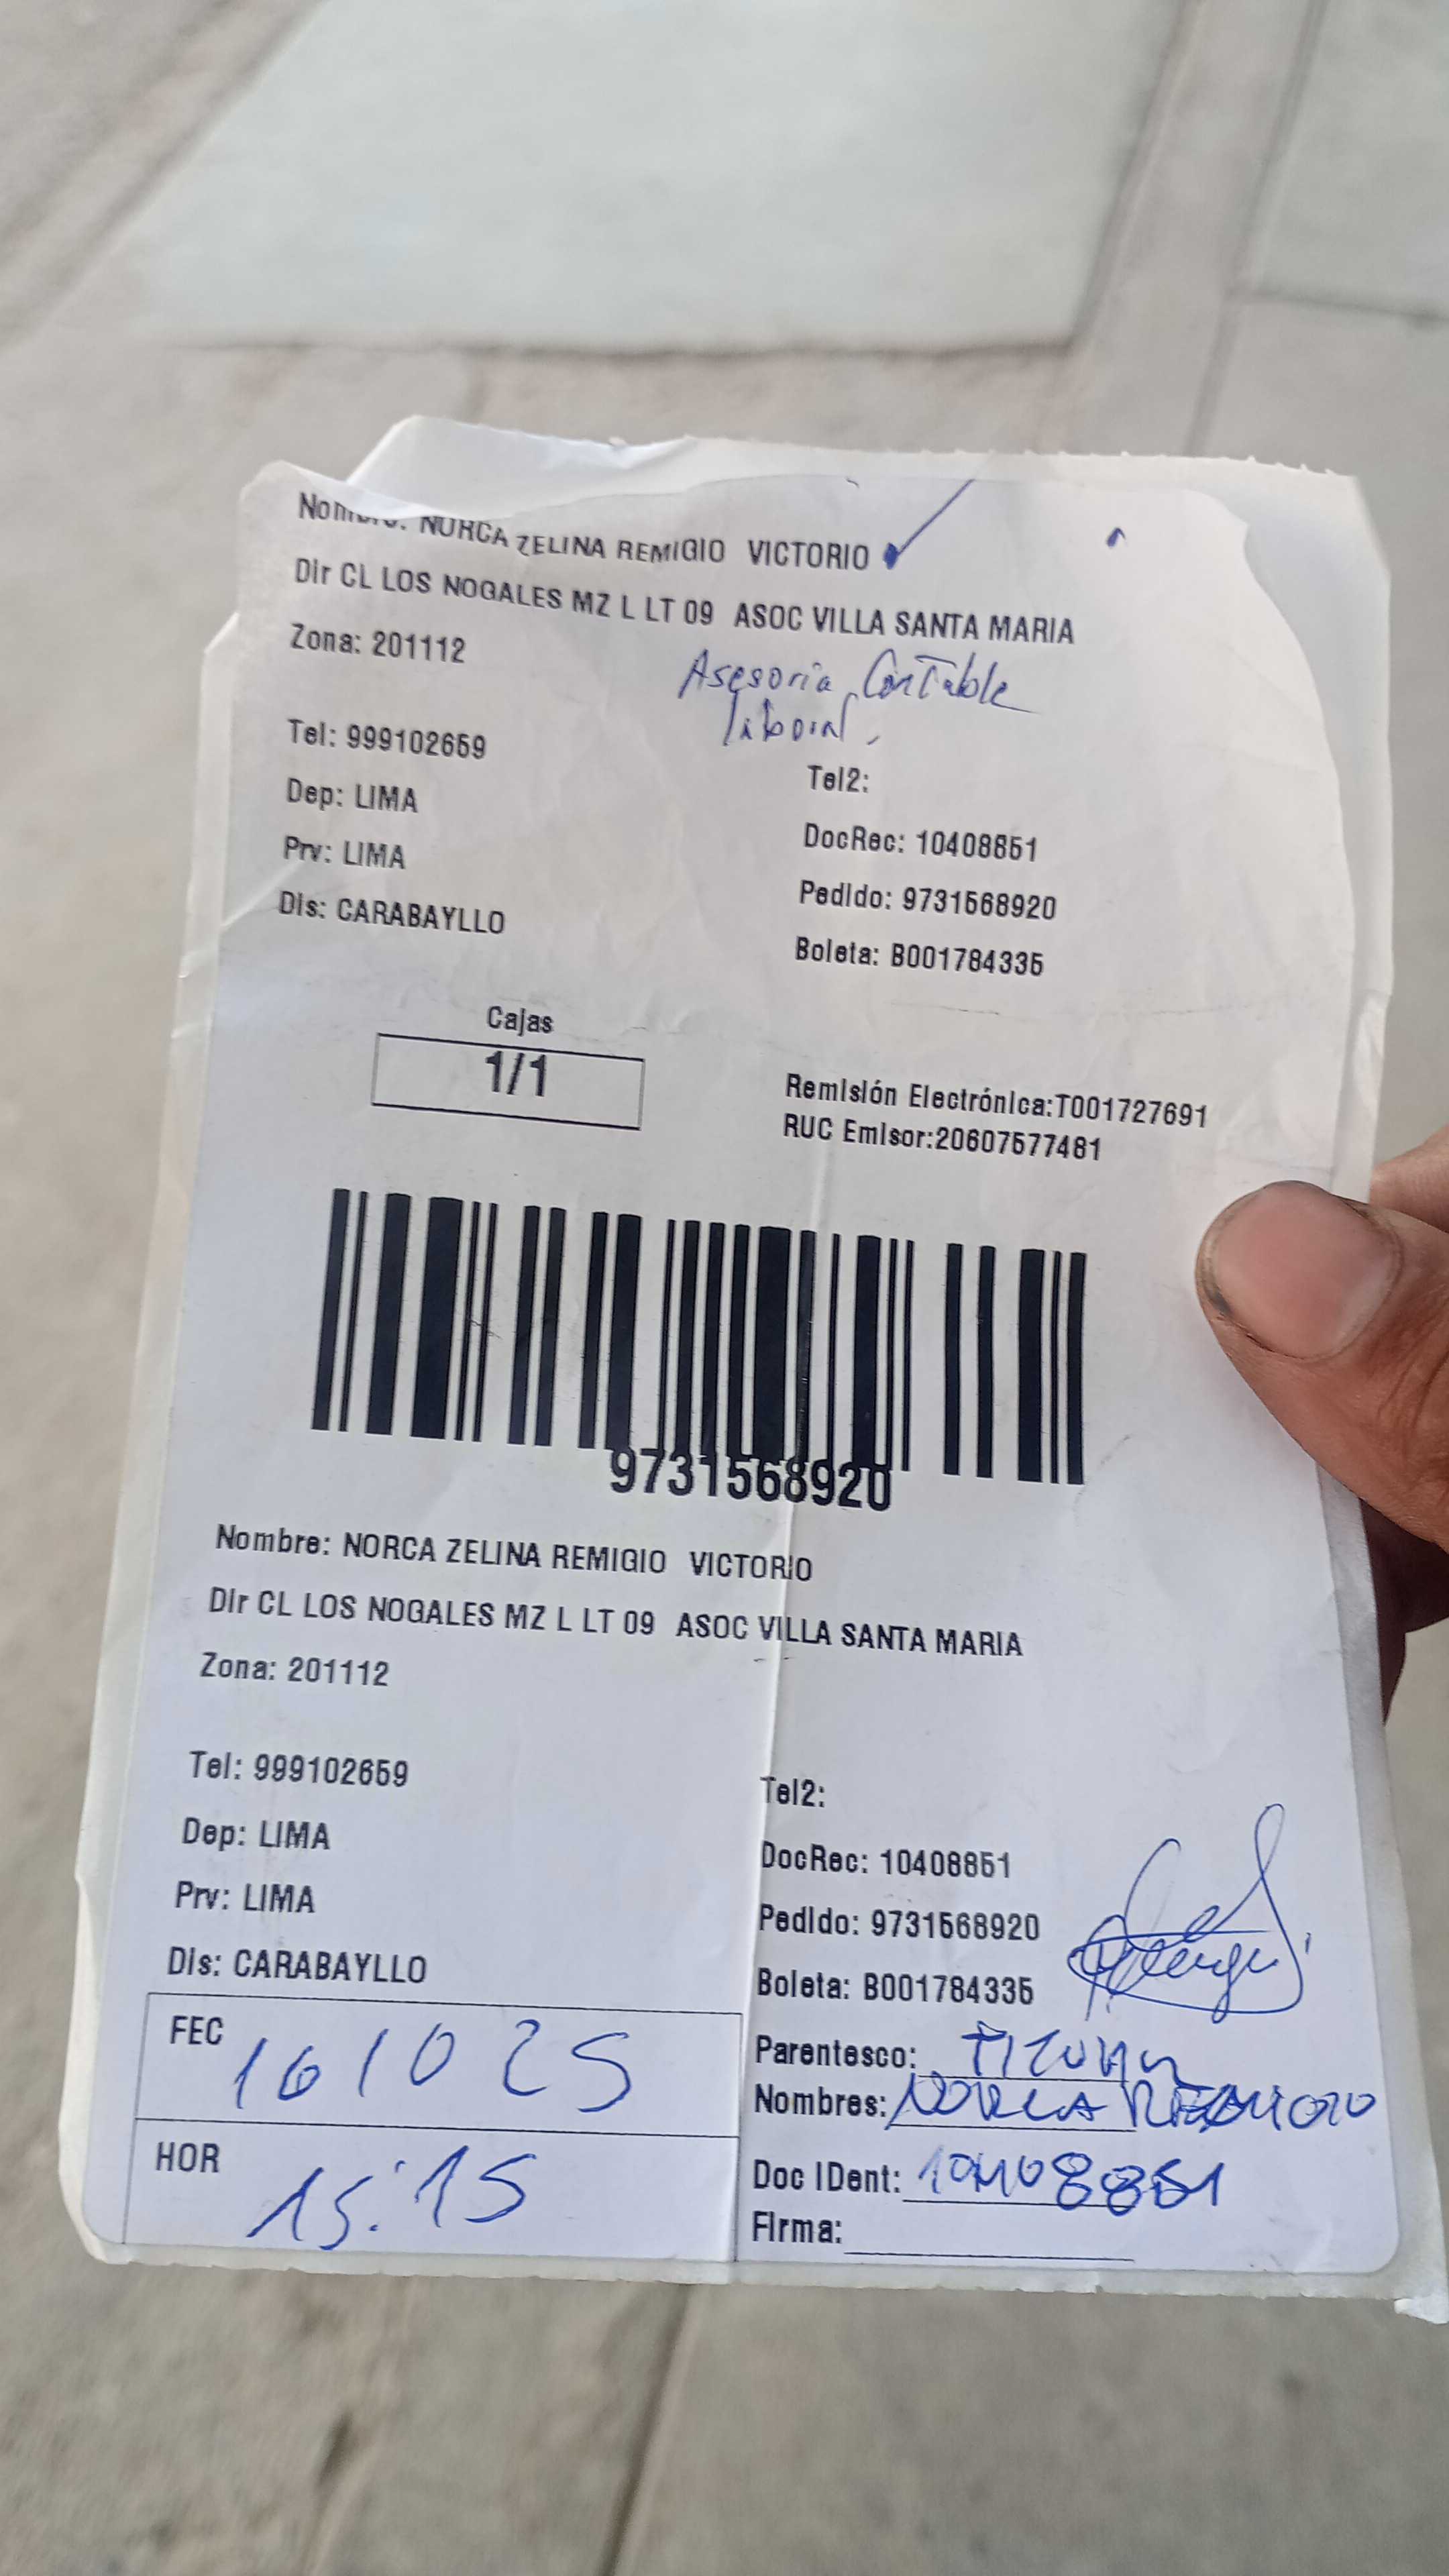 Nombre: NORCA ZELINA REMIGIO VICTORIO
Dir CL LOS NOGALES MZ L LT 09 ASOC VILLA SANTA MARIA
Zona: 201112
Asesoria Contable
laboral.
Tel: 999102659
Tel2:
Dep: LIMA
DocRec: 10408851
Prv: LIMA
Pedido: 9731568920
Dis: CARABAYLLO
Boleta: B001784335
Cajas
1/1
Remisión Electrónica:T001727691
RUC Emisor:20607577481
9731568920
Nombre: NORCA ZELINA REMIGIO VICTORIO
Dir CL LOS NOGALES MZ L LT 09 ASOC VILLA SANTA MARIA
Zona: 201112
Tel: 999102659
Tel2:
Dep: LIMA
DocRec: 10408851
Prv: LIMA
Pedido: 9731568920
Dis: CARABAYLLO
Boleta: B001784335
FEC 161025
Parentesco:
Nombres: NORCA REMIGIO
HOR 15:15
Doc IDent: 10408851
Firma: